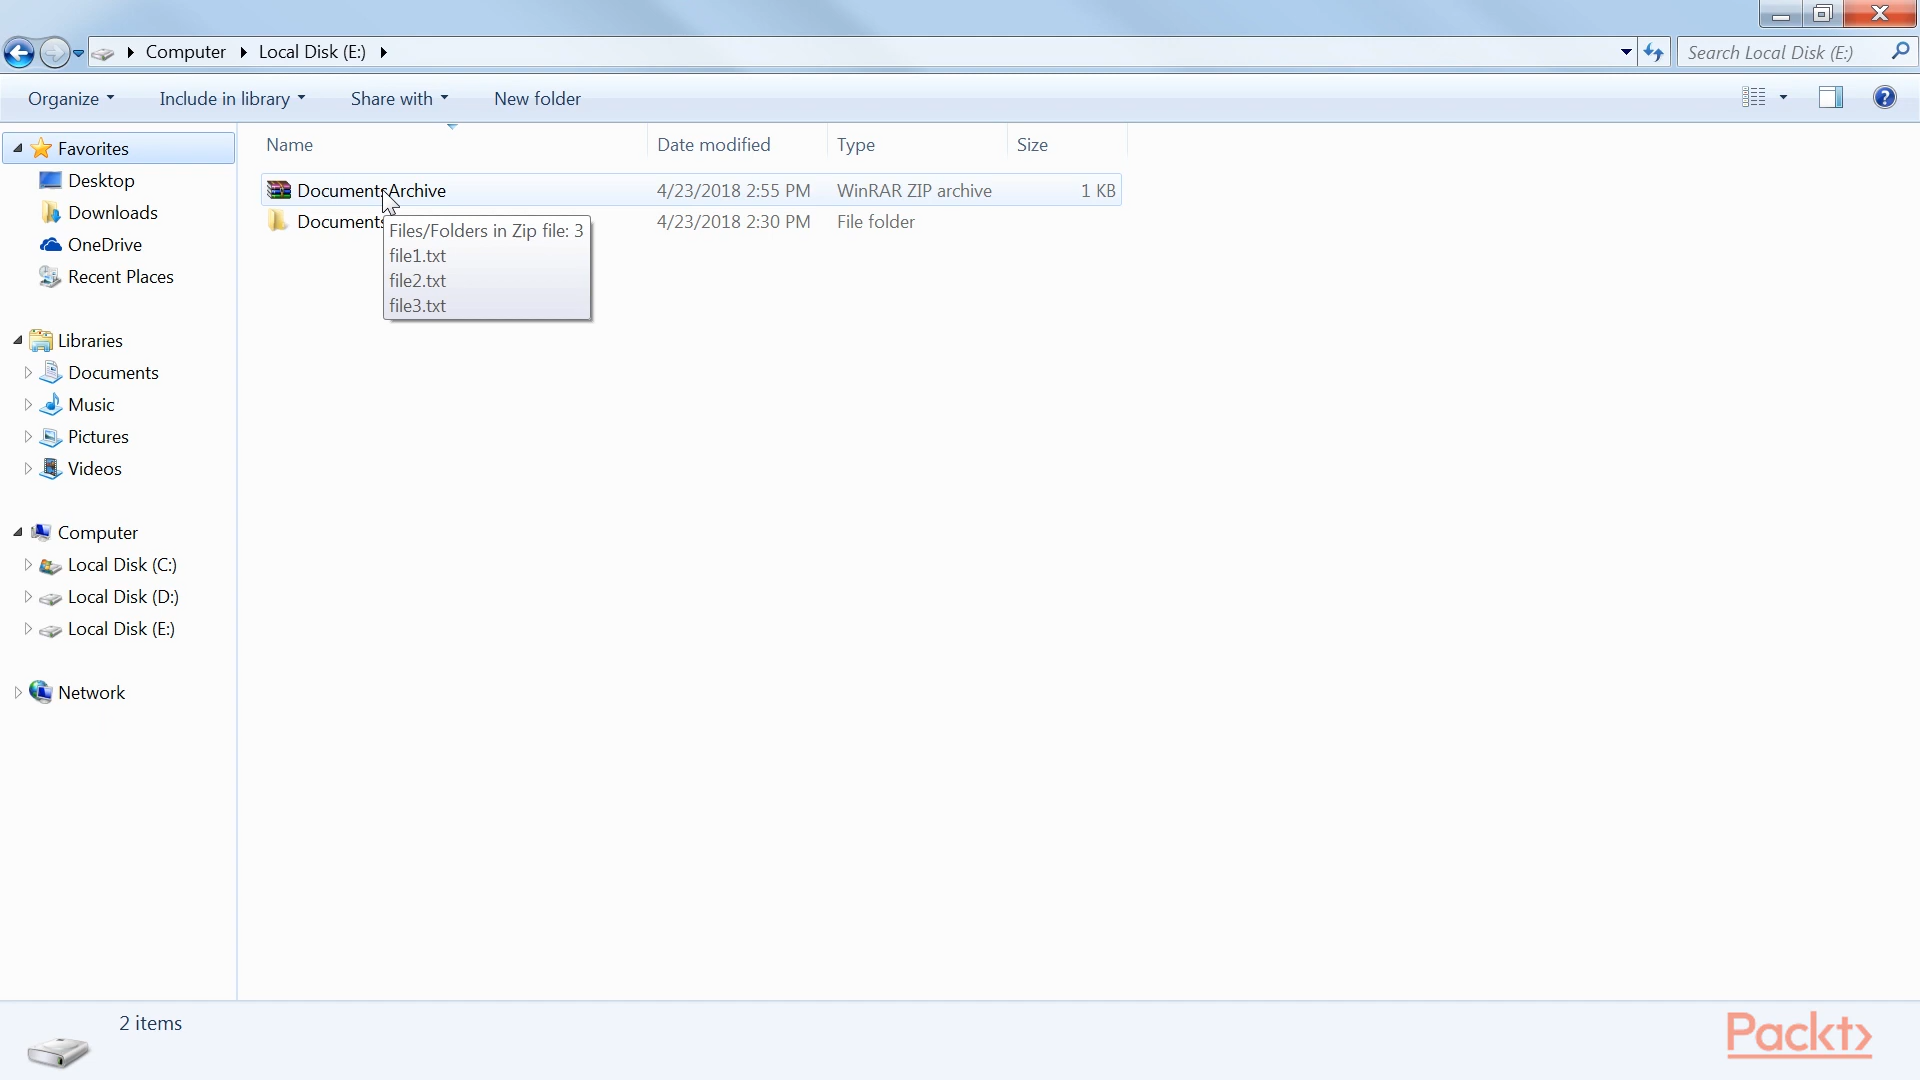 Computer Local Disk (E:) Search Local Disk (E:)
Organize Include in library Share with New folder
Favorites
Desktop
Downloads
OneDrive
Recent Places
Libraries
Documents
Music
Pictures
Videos
Computer
Local Disk (C:)
Local Disk (D:)
Local Disk (E:)
Network
Name Date modified Type Size
DocumentsArchive 4/23/2018 2:55 PM WinRAR ZIP archive 1 KB
Documents 4/23/2018 2:30 PM File folder
Files/Folders in Zip file: 3
file1.txt
file2.txt
file3.txt
2 items
Packt>